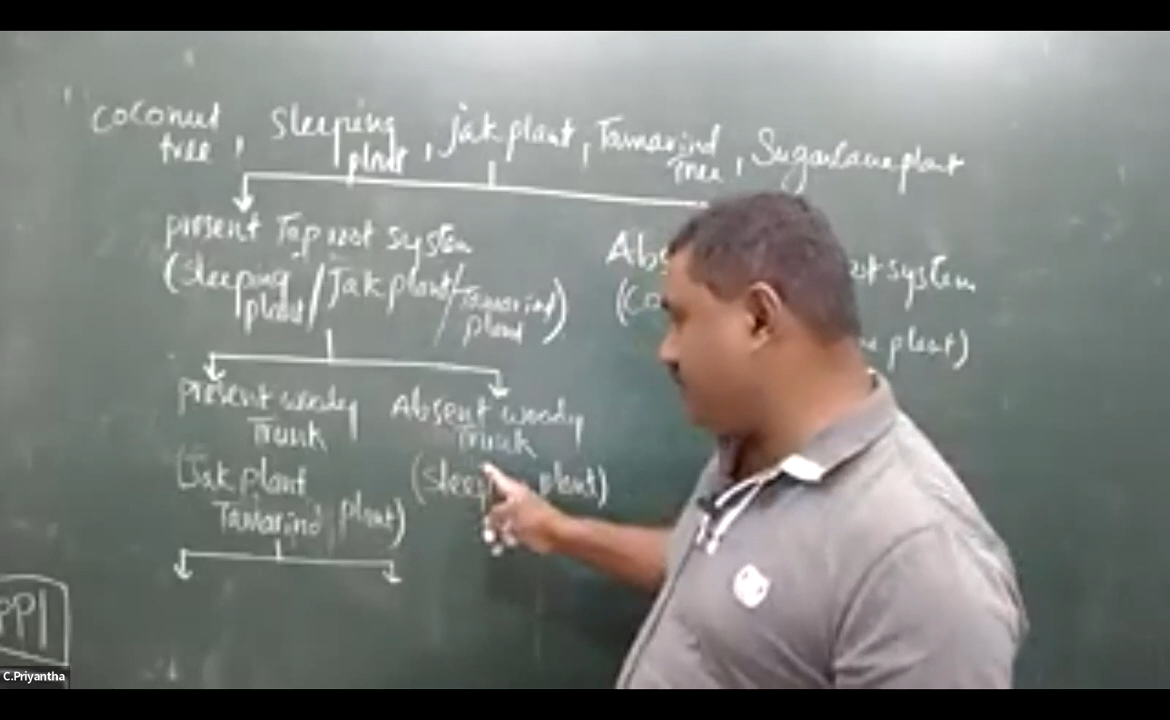 coconut tree, sleeping plant, jak plant, Tamarind Tree, Sugarcane plant
present Tap root system
(sleeping plant / Jak plant / Tamarind plant)
system
plant)
present woody Trunk
(Jak plant
Tamarind plant)
Absent woody Trunk
plant)
PP1
C.Priyantha